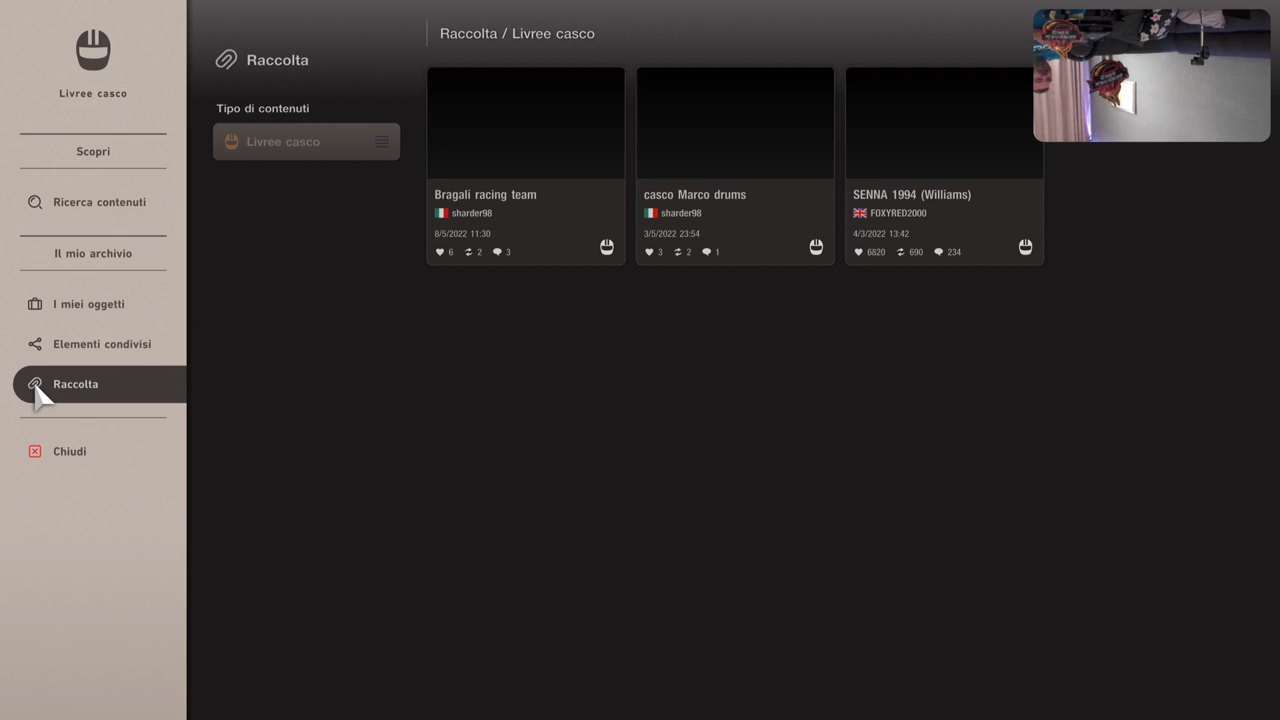 Livree casco
Scopri
Ricerca contenuti
Il mio archivio
I miei oggetti
Elementi condivisi
Raccolta
Chiudi
Raccolta
Tipo di contenuti
Livree casco
Raccolta / Livree casco
Bragali racing team
sharder98
8/5/2022 11:30
6 2 3
casco Marco drums
sharder98
3/5/2022 23:54
3 2 1
SENNA 1994 (Williams)
FOXYRED2000
4/3/2022 13:42
6820 690 234